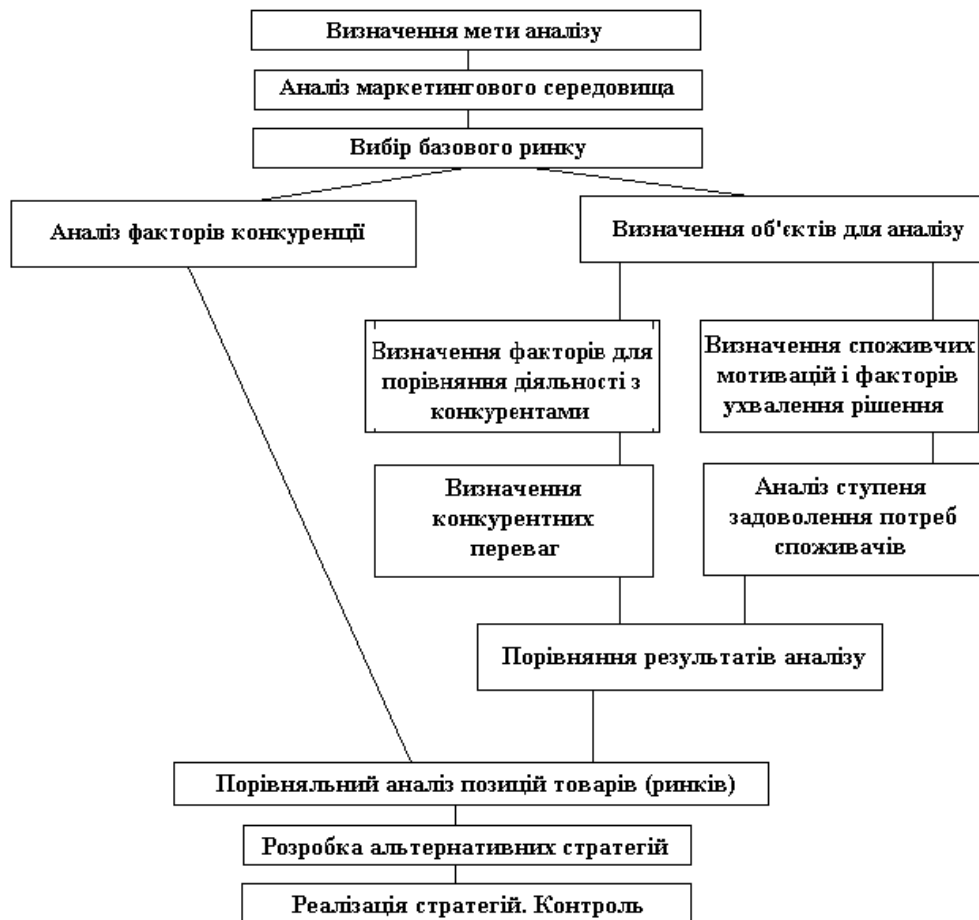 Визначення мети аналізу
Аналіз маркетингового середовища
Вибір базового ринку
Аналіз факторів конкуренції
Визначення об'єктів для аналізу
Визначення факторів для
порівняння діяльності з
конкурентами
Визначення споживчих
мотивацій і факторів
ухвалення рішення
Визначення
конкурентних
переваг
Аналіз ступеня
задоволення потреб
споживачів
Порівняння результатів аналізу
Порівняльний аналіз позицій товарів (ринків)
Розробка альтернативних стратегій
Реалізація стратегій. Контроль